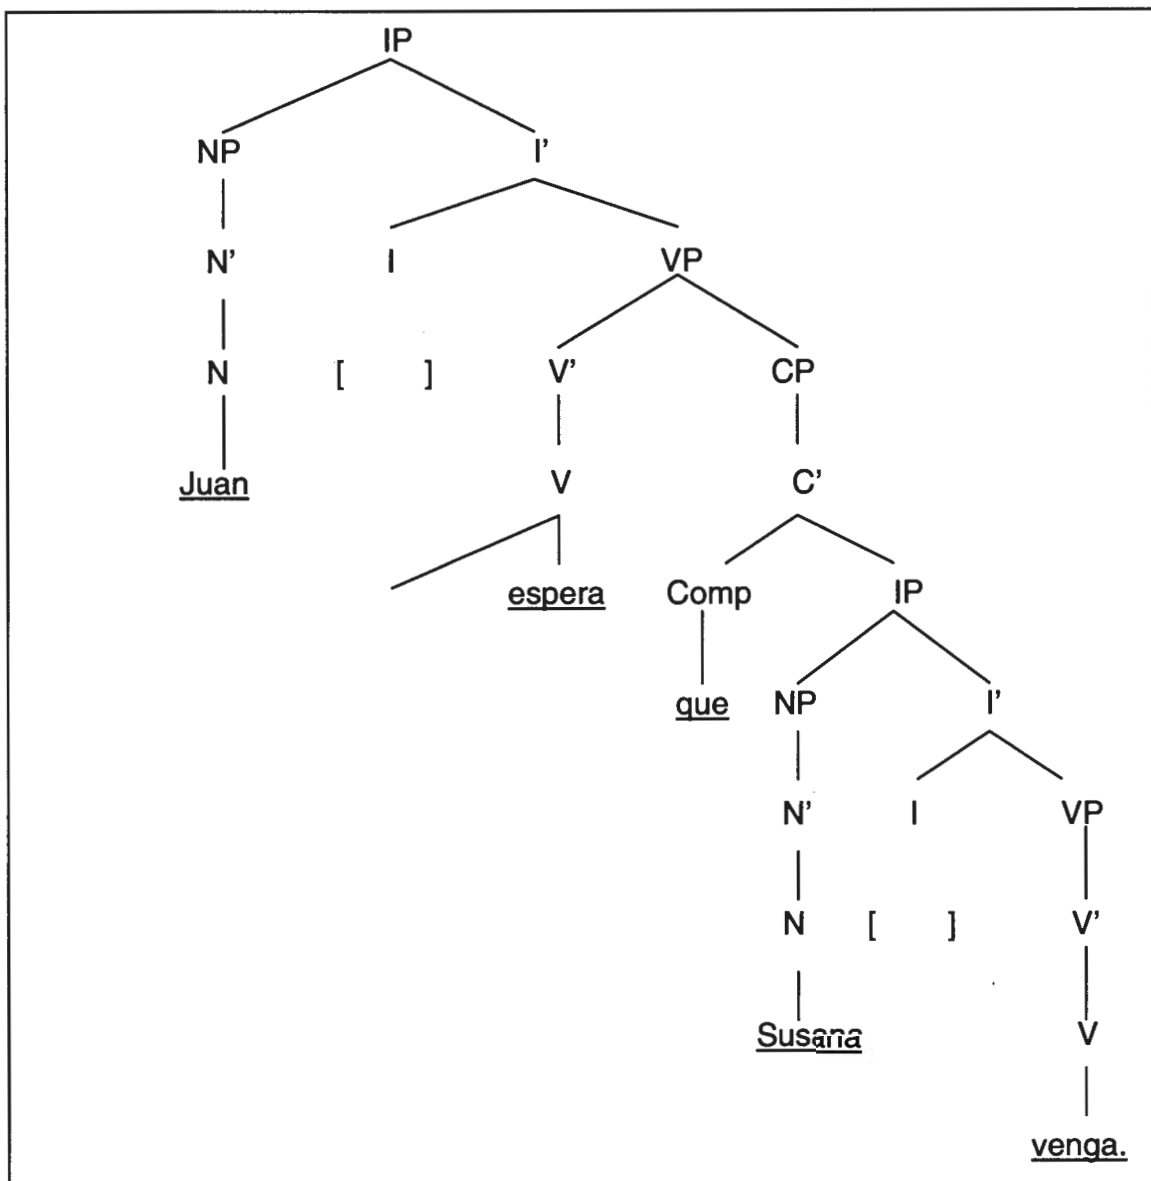 IP
NP I'
N' I VP
N [ ] V' CP
Juan V C'
espera Comp IP
que NP I'
N' I VP
N [ ] V'
Susana V
venga.